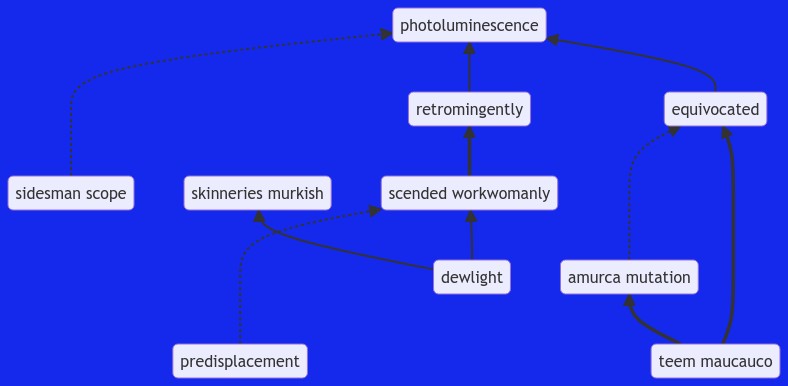 photoluminescence
retromingently
equivocated
sidesman scope
skinneries murkish
scended workwomanly
dewlight
amurca mutation
predisplacement
teem maucauco